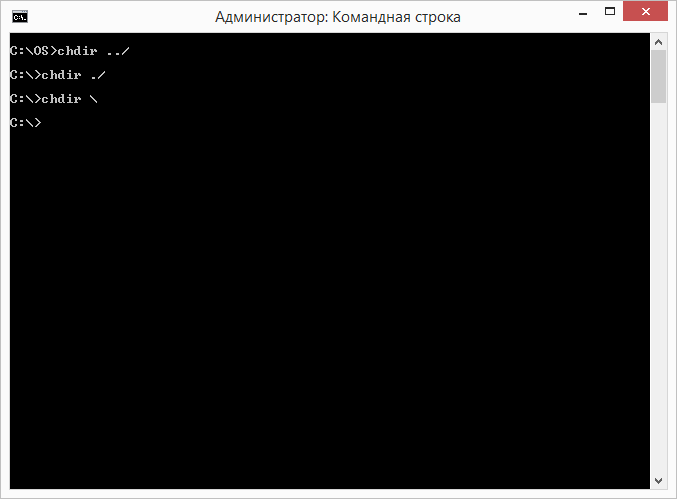 Администратор: Командная строка
C:\OS>chdir ../
C:\>chdir ./
C:\>chdir \
C:\>